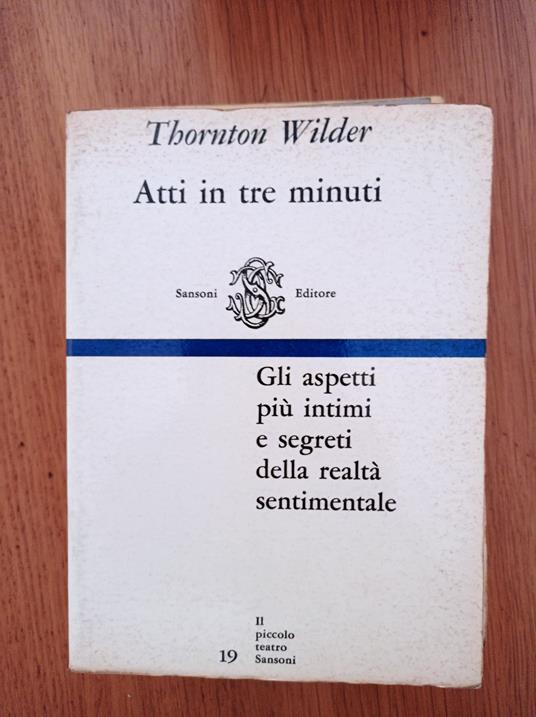 Thornton Wilder
Atti in tre minuti
Sansoni Editore
Gli aspetti
più intimi
e segreti
della realtà
sentimentale
Il
piccolo
teatro
19 Sansoni